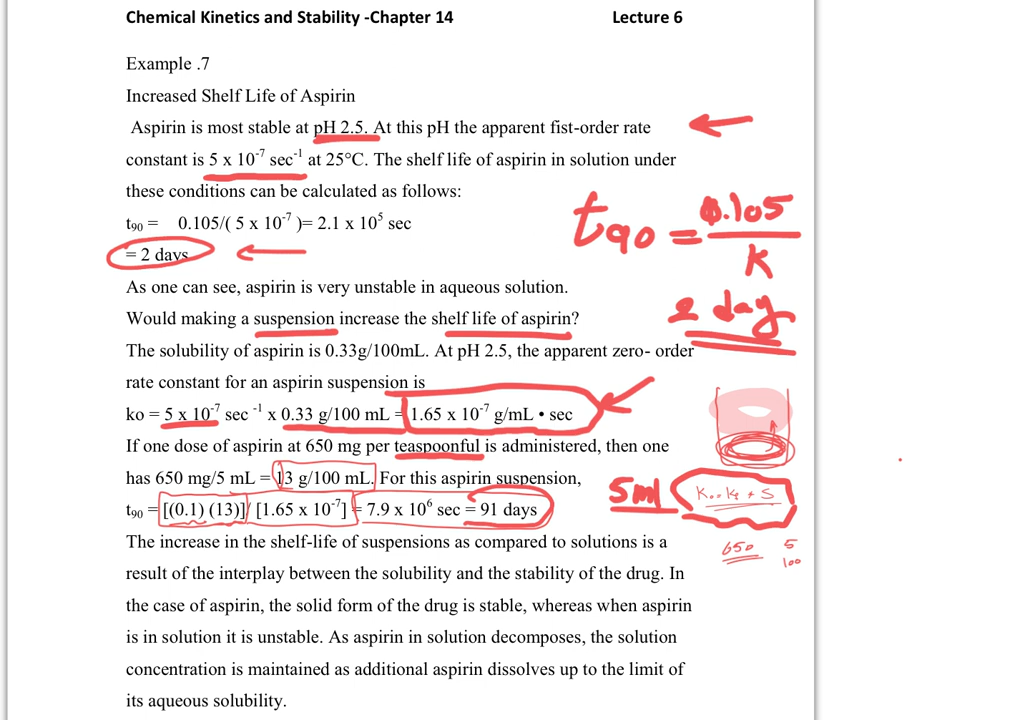 Chemical Kinetics and Stability -Chapter 14 Lecture 6
Example .7
Increased Shelf Life of Aspirin
Aspirin is most stable at pH 2.5. At this pH the apparent fist-order rate
constant is 5 x 10⁻⁷ sec⁻¹ at 25°C. The shelf life of aspirin in solution under
these conditions can be calculated as follows:
t₉₀ = 0.105/( 5 x 10⁻⁷ )= 2.1 x 10⁵ sec
= 2 days
t90 = 0.105
K
As one can see, aspirin is very unstable in aqueous solution.
Would making a suspension increase the shelf life of aspirin?
2 day
The solubility of aspirin is 0.33g/100mL. At pH 2.5, the apparent zero- order
rate constant for an aspirin suspension is
ko = 5 x 10⁻⁷ sec ⁻¹ x 0.33 g/100 mL = 1.65 x 10⁻⁷ g/mL • sec
If one dose of aspirin at 650 mg per teaspoonful is administered, then one
has 650 mg/5 mL = 13 g/100 mL. For this aspirin suspension,
5ml
t₉₀ = [(0.1) (13)]/ [1.65 x 10⁻⁷] = 7.9 x 10⁶ sec = 91 days
650 5
100
The increase in the shelf-life of suspensions as compared to solutions is a
result of the interplay between the solubility and the stability of the drug. In
the case of aspirin, the solid form of the drug is stable, whereas when aspirin
is in solution it is unstable. As aspirin in solution decomposes, the solution
concentration is maintained as additional aspirin dissolves up to the limit of
its aqueous solubility.